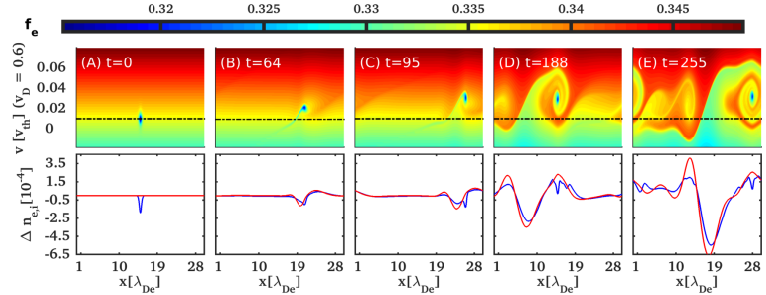 0.32 0.325 0.33 0.335 0.34 0.345
f_e
(A) t=0 (B) t=64 (C) t=95 (D) t=188 (E) t=255
v [v_th] (v_D = 0.6)
0.06
0.04
0.02
0
Δ n_e,i [10^-4]
3.5
1.5
-0.5
-2.5
-4.5
-6.5
1 10 19 28 1 10 19 28 1 10 19 28 1 10 19 28 1 10 19 28
x[λ_De] x[λ_De] x[λ_De] x[λ_De] x[λ_De]